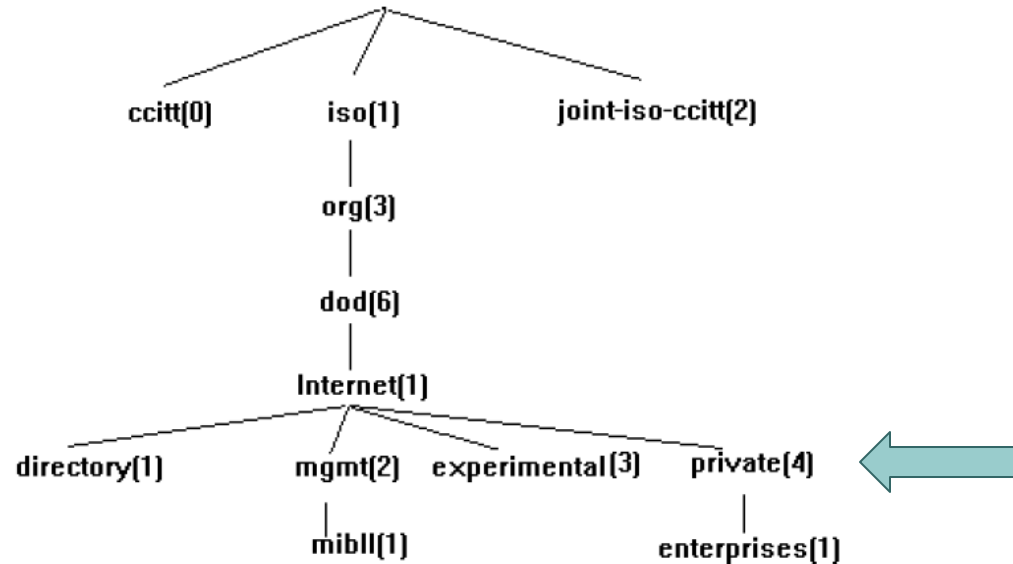 ccitt(0) iso(1) joint-iso-ccitt(2)
org(3)
dod(6)
Internet(1)
directory(1) mgmt(2) experimental(3) private(4)
mibII(1) enterprises(1)